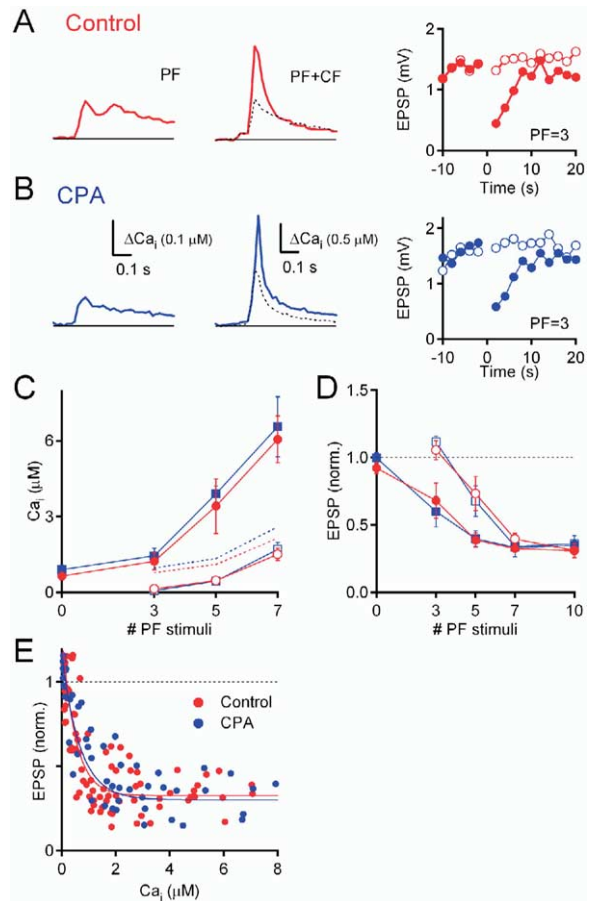 A Control
PF
PF+CF
EPSP (mV)
2
1
0
-10 0 10 20
Time (s)
PF=3
B CPA
ΔCai (0.1 μM)
0.1 s
ΔCai (0.5 μM)
0.1 s
EPSP (mV)
2
1
0
-10 0 10 20
Time (s)
PF=3
C
Cai (μM)
6
3
0
0 3 5 7
# PF stimuli
D
EPSP (norm.)
1.0
0.5
0.0
0 3 5 7 10
# PF stimuli
E
EPSP (norm.)
1
0
0 2 4 6 8
Cai (μM)
Control
CPA